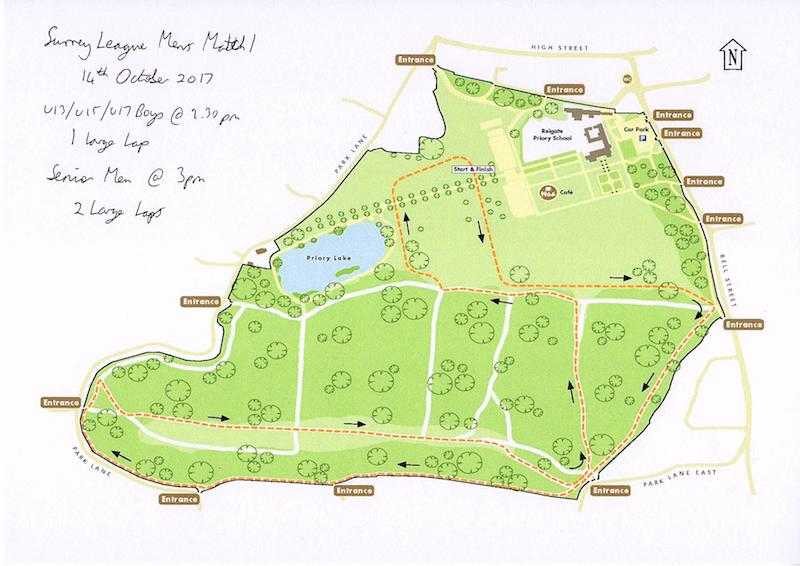 Surrey League Mens Match 1
14th October 2017
U13/U15/U17 Boys @ 2.30pm
1 Large Lap
Senior Men @ 3pm
2 Large Laps
HIGH STREET
N
Entrance
Entrance
Entrance
Reigate
Priory School
Car Park
P
Entrance
PARK LANE
Start & Finish
Café
Entrance
Entrance
Priory Lake
BELL STREET
Entrance
Entrance
Entrance
PARK LANE
PARK LANE EAST
Entrance
Entrance
Entrance